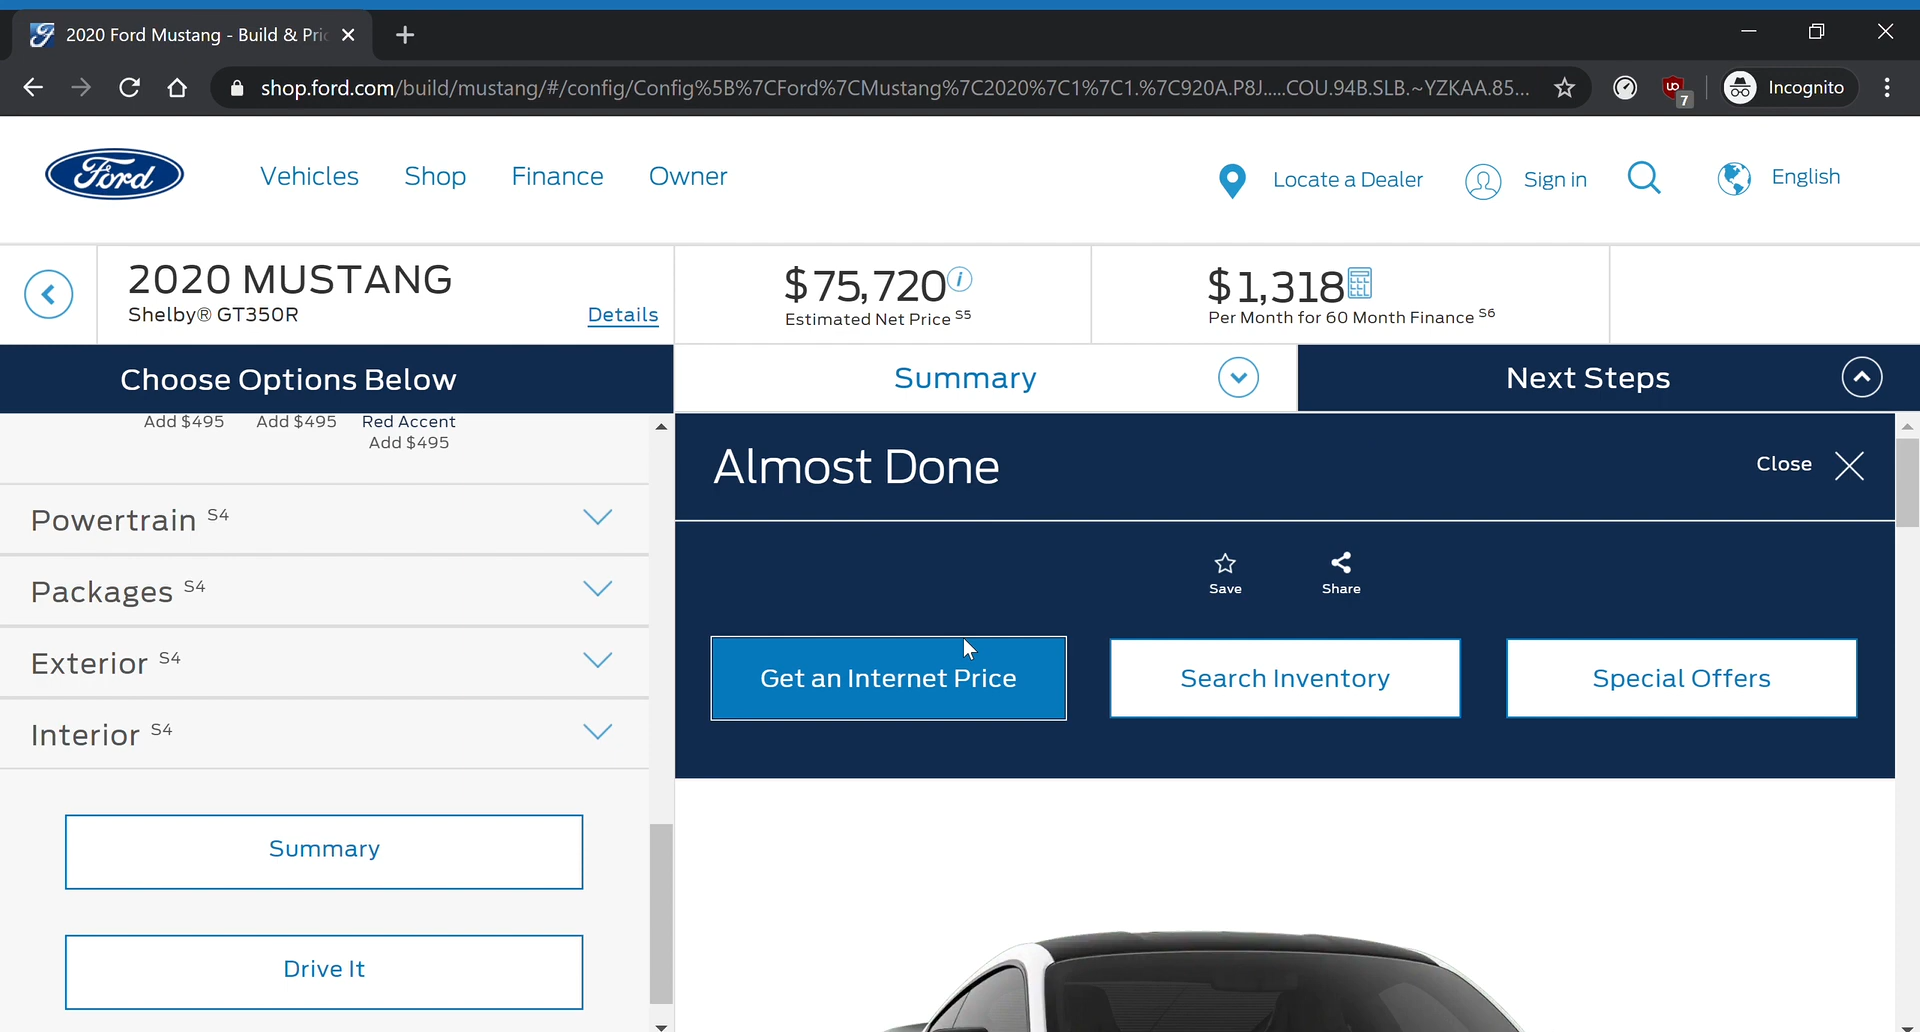 2020 Ford Mustang - Build & Pri
shop.ford.com/build/mustang/#/config/Config%5B%7CFord%7CMustang%7C2020%7C1%7C1.%7C920A.P8J.....COU.94B.SLB.~YZKAA.85...
UO
7
Incognito
Ford
Vehicles
Shop
Finance
Owner
Locate a Dealer
Sign in
English
2020 MUSTANG
Shelby® GT350R
Details
$75,720
i
Estimated Net Price S5
$1,318
Per Month for 60 Month Finance S6
Choose Options Below
Summary
Next Steps
Add $495
Add $495
Red Accent
Add $495
Powertrain S4
Packages S4
Exterior S4
Interior S4
Summary
Drive It
Almost Done
Close
Save
Share
Get an Internet Price
Search Inventory
Special Offers